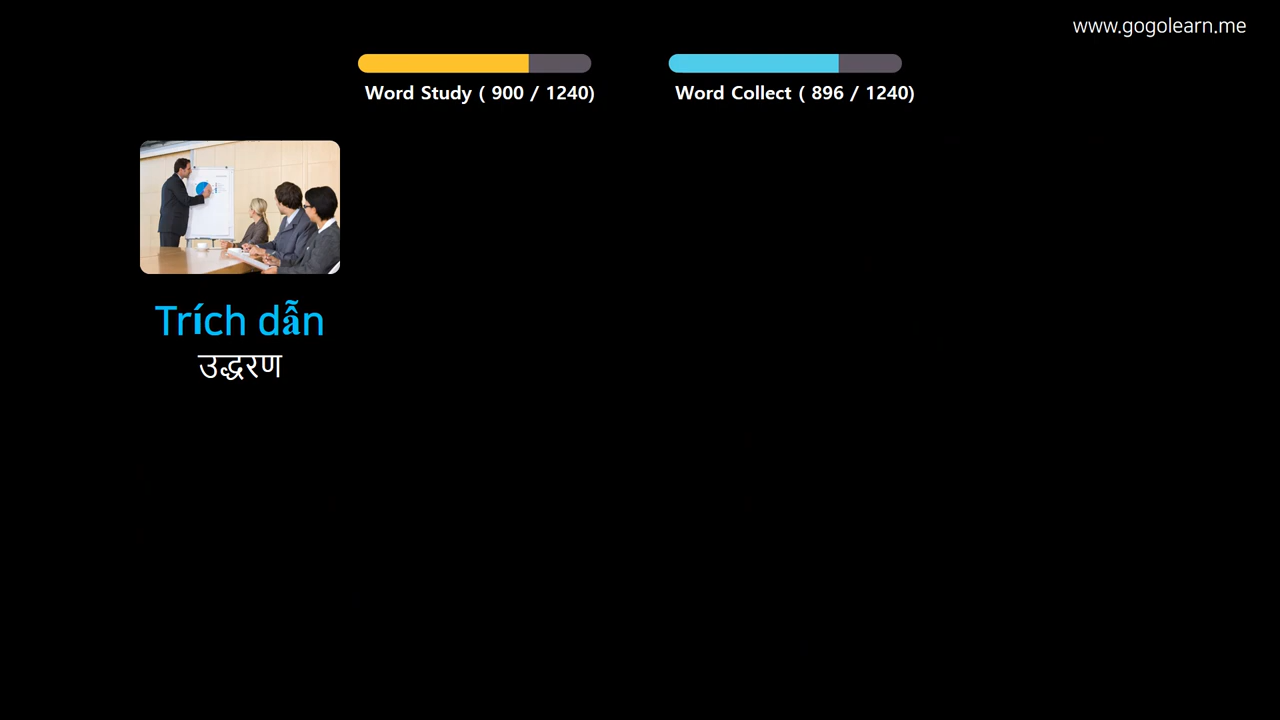 www.gogolearn.me
Word Study ( 900 / 1240)
Word Collect ( 896 / 1240)
Trích dẫn
उद्धरण